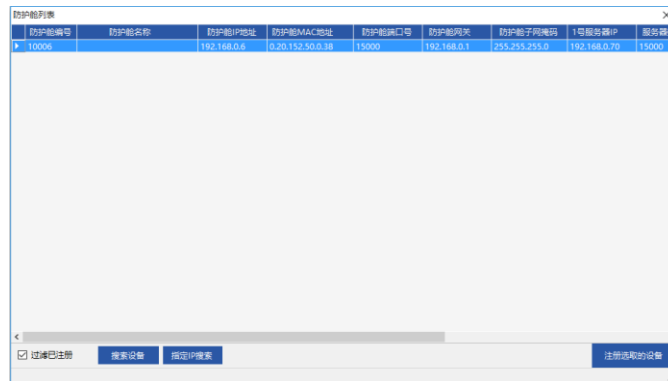 防护舱列表
防护舱编号 防护舱名称 防护舱IP地址 防护舱MAC地址 防护舱端口号 防护舱网关 防护舱子网掩码 1号服务器IP 服务器
10006 192.168.0.6 0.20.152.50.0.38 15000 192.168.0.1 255.255.255.0 192.168.0.70 15000
过滤已注册 搜索设备 指定IP搜索 注册选取的设备